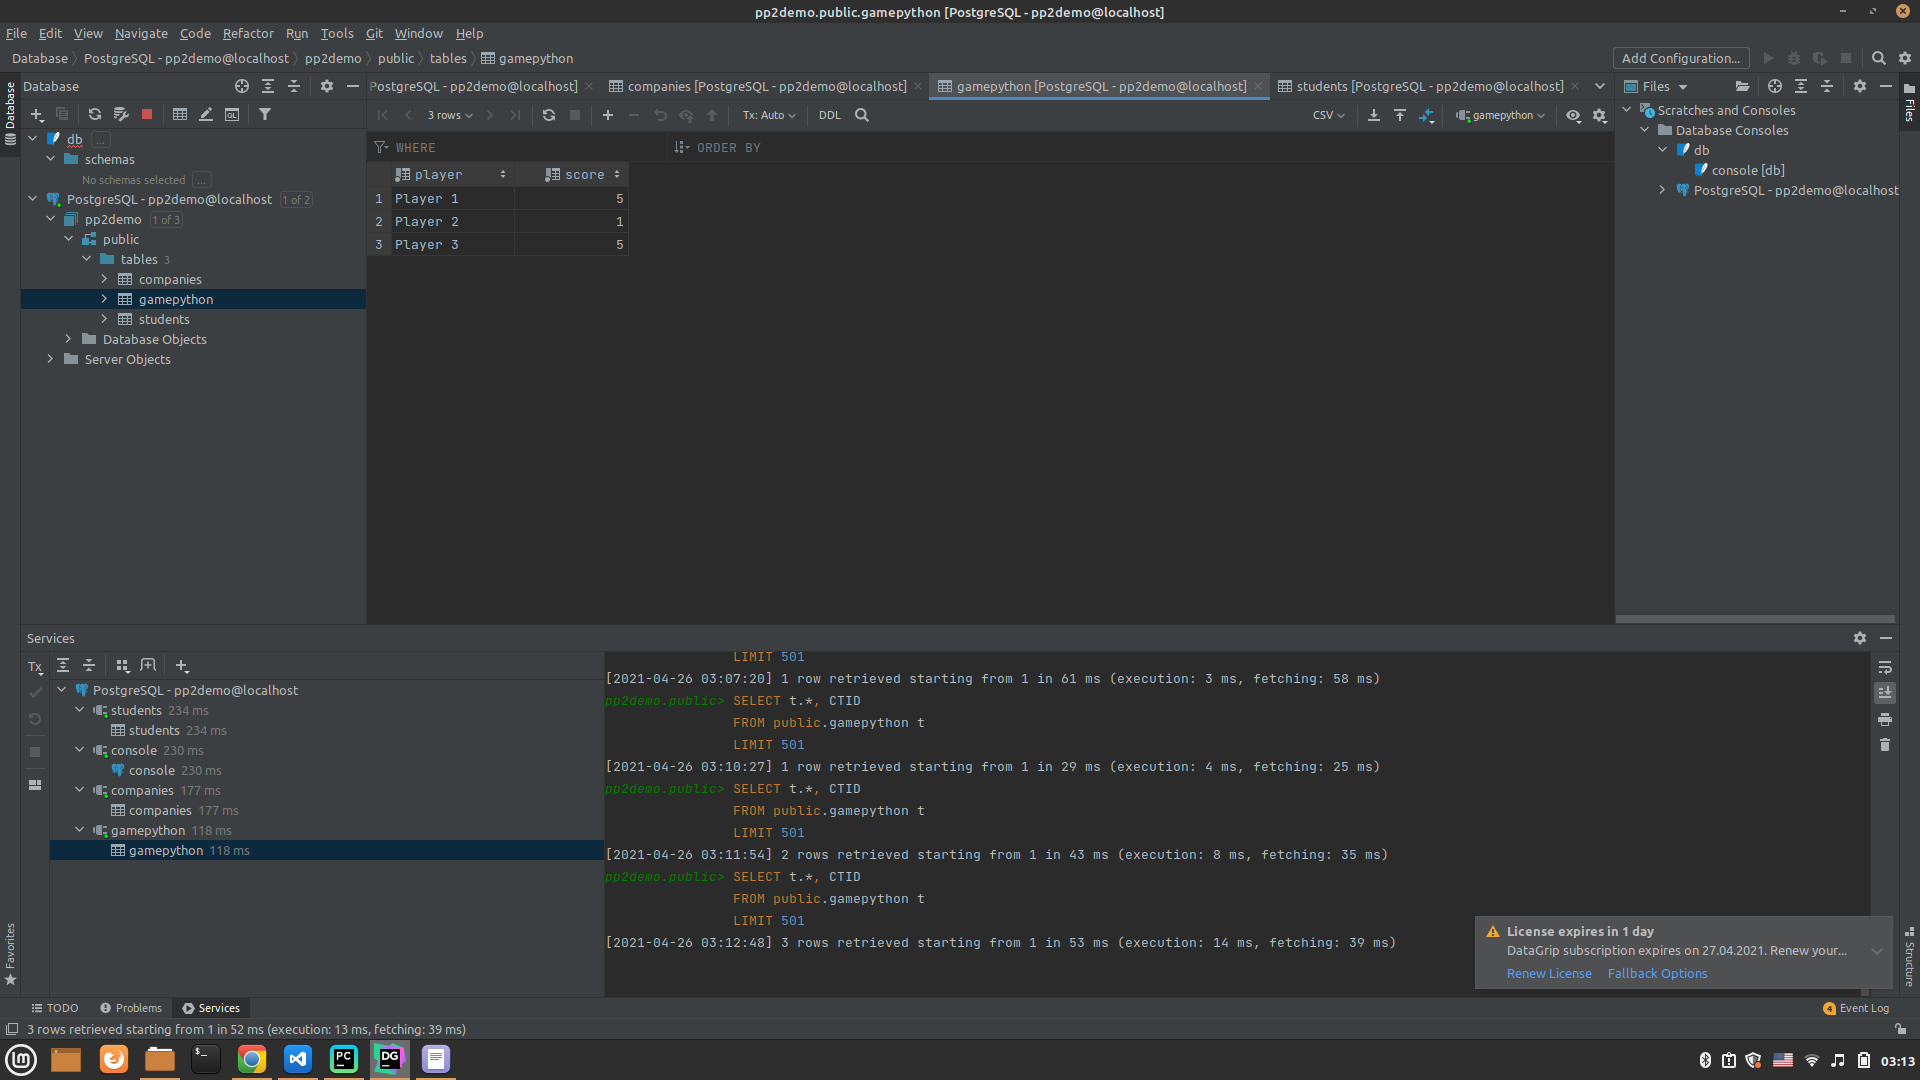 pp2demo.public.gamepython [PostgreSQL - pp2demo@localhost]
File Edit View Navigate Code Refactor Run Tools Git Window Help
Database PostgreSQL - pp2demo@localhost pp2demo public tables gamepython
Add Configuration...
Database
PostgreSQL - pp2demo@localhost] companies [PostgreSQL - pp2demo@localhost] gamepython [PostgreSQL - pp2demo@localhost] students [PostgreSQL - pp2demo@localhost]
Files
Database
Files
3 rows Tx: Auto DDL CSV gamepython
WHERE ORDER BY
player score
1 Player 1 5
2 Player 2 1
3 Player 3 5
db ...
schemas
No schemas selected ...
PostgreSQL - pp2demo@localhost 1 of 2
pp2demo 1 of 3
public
tables 3
companies
gamepython
students
Database Objects
Server Objects
Scratches and Consoles
Database Consoles
db
console [db]
PostgreSQL - pp2demo@localhost
Services
Tx
PostgreSQL - pp2demo@localhost
students 234 ms
students 234 ms
console 230 ms
console 230 ms
companies 177 ms
companies 177 ms
gamepython 118 ms
gamepython 118 ms
LIMIT 501
[2021-04-26 03:07:20] 1 row retrieved starting from 1 in 61 ms (execution: 3 ms, fetching: 58 ms)
pp2demo.public> SELECT t.*, CTID
FROM public.gamepython t
LIMIT 501
[2021-04-26 03:10:27] 1 row retrieved starting from 1 in 29 ms (execution: 4 ms, fetching: 25 ms)
pp2demo.public> SELECT t.*, CTID
FROM public.gamepython t
LIMIT 501
[2021-04-26 03:11:54] 2 rows retrieved starting from 1 in 43 ms (execution: 8 ms, fetching: 35 ms)
pp2demo.public> SELECT t.*, CTID
FROM public.gamepython t
LIMIT 501
[2021-04-26 03:12:48] 3 rows retrieved starting from 1 in 53 ms (execution: 14 ms, fetching: 39 ms)
License expires in 1 day
DataGrip subscription expires on 27.04.2021. Renew your...
Renew License Fallback Options
Favorites
Structure
TODO Problems Services
4 Event Log
3 rows retrieved starting from 1 in 52 ms (execution: 13 ms, fetching: 39 ms)
PC
DG
03:13